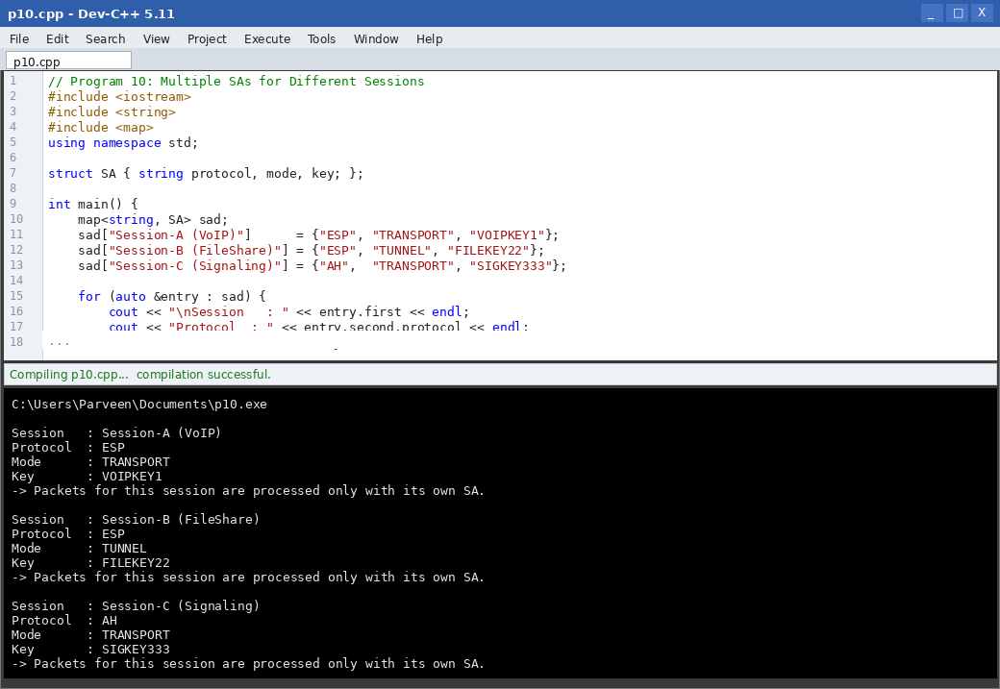 p10.cpp - Dev-C++ 5.11
_ □ X
File Edit Search View Project Execute Tools Window Help
p10.cpp
1 // Program 10: Multiple SAs for Different Sessions
2 #include <iostream>
3 #include <string>
4 #include <map>
5 using namespace std;
6
7 struct SA { string protocol, mode, key; };
8
9 int main() {
10     map<string, SA> sad;
11     sad["Session-A (VoIP)"]      = {"ESP", "TRANSPORT", "VOIPKEY1"};
12     sad["Session-B (FileShare)"] = {"ESP", "TUNNEL", "FILEKEY22"};
13     sad["Session-C (Signaling)"] = {"AH",  "TRANSPORT", "SIGKEY333"};
14
15     for (auto &entry : sad) {
16         cout << "\nSession   : " << entry.first << endl;
17         cout << "Protocol  : " << entry.second.protocol << endl;
18 ...
Compiling p10.cpp...  compilation successful.
C:\Users\Parveen\Documents\p10.exe
Session   : Session-A (VoIP)
Protocol  : ESP
Mode      : TRANSPORT
Key       : VOIPKEY1
-> Packets for this session are processed only with its own SA.
Session   : Session-B (FileShare)
Protocol  : ESP
Mode      : TUNNEL
Key       : FILEKEY22
-> Packets for this session are processed only with its own SA.
Session   : Session-C (Signaling)
Protocol  : AH
Mode      : TRANSPORT
Key       : SIGKEY333
-> Packets for this session are processed only with its own SA.